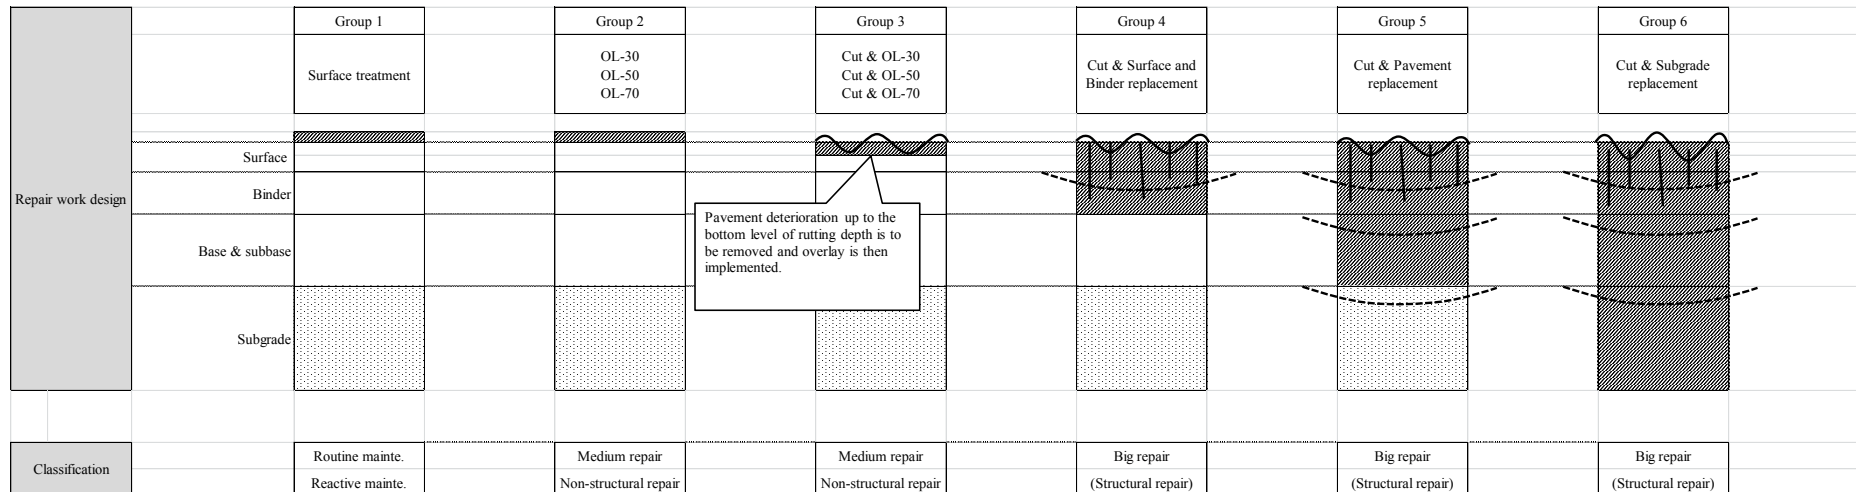 Group 1
Group 2
Group 3
Group 4
Group 5
Group 6
Surface treatment
OL-30
OL-50
OL-70
Cut & OL-30
Cut & OL-50
Cut & OL-70
Cut & Surface and
Binder replacement
Cut & Pavement
replacement
Cut & Subgrade
replacement
Repair work design
Surface
Binder
Base & subbase
Subgrade
Pavement deterioration up to the
bottom level of rutting depth is to
be removed and overlay is then
implemented.
Classification
Routine mainte.
Reactive mainte.
Medium repair
Non-structural repair
Medium repair
Non-structural repair
Big repair
(Structural repair)
Big repair
(Structural repair)
Big repair
(Structural repair)